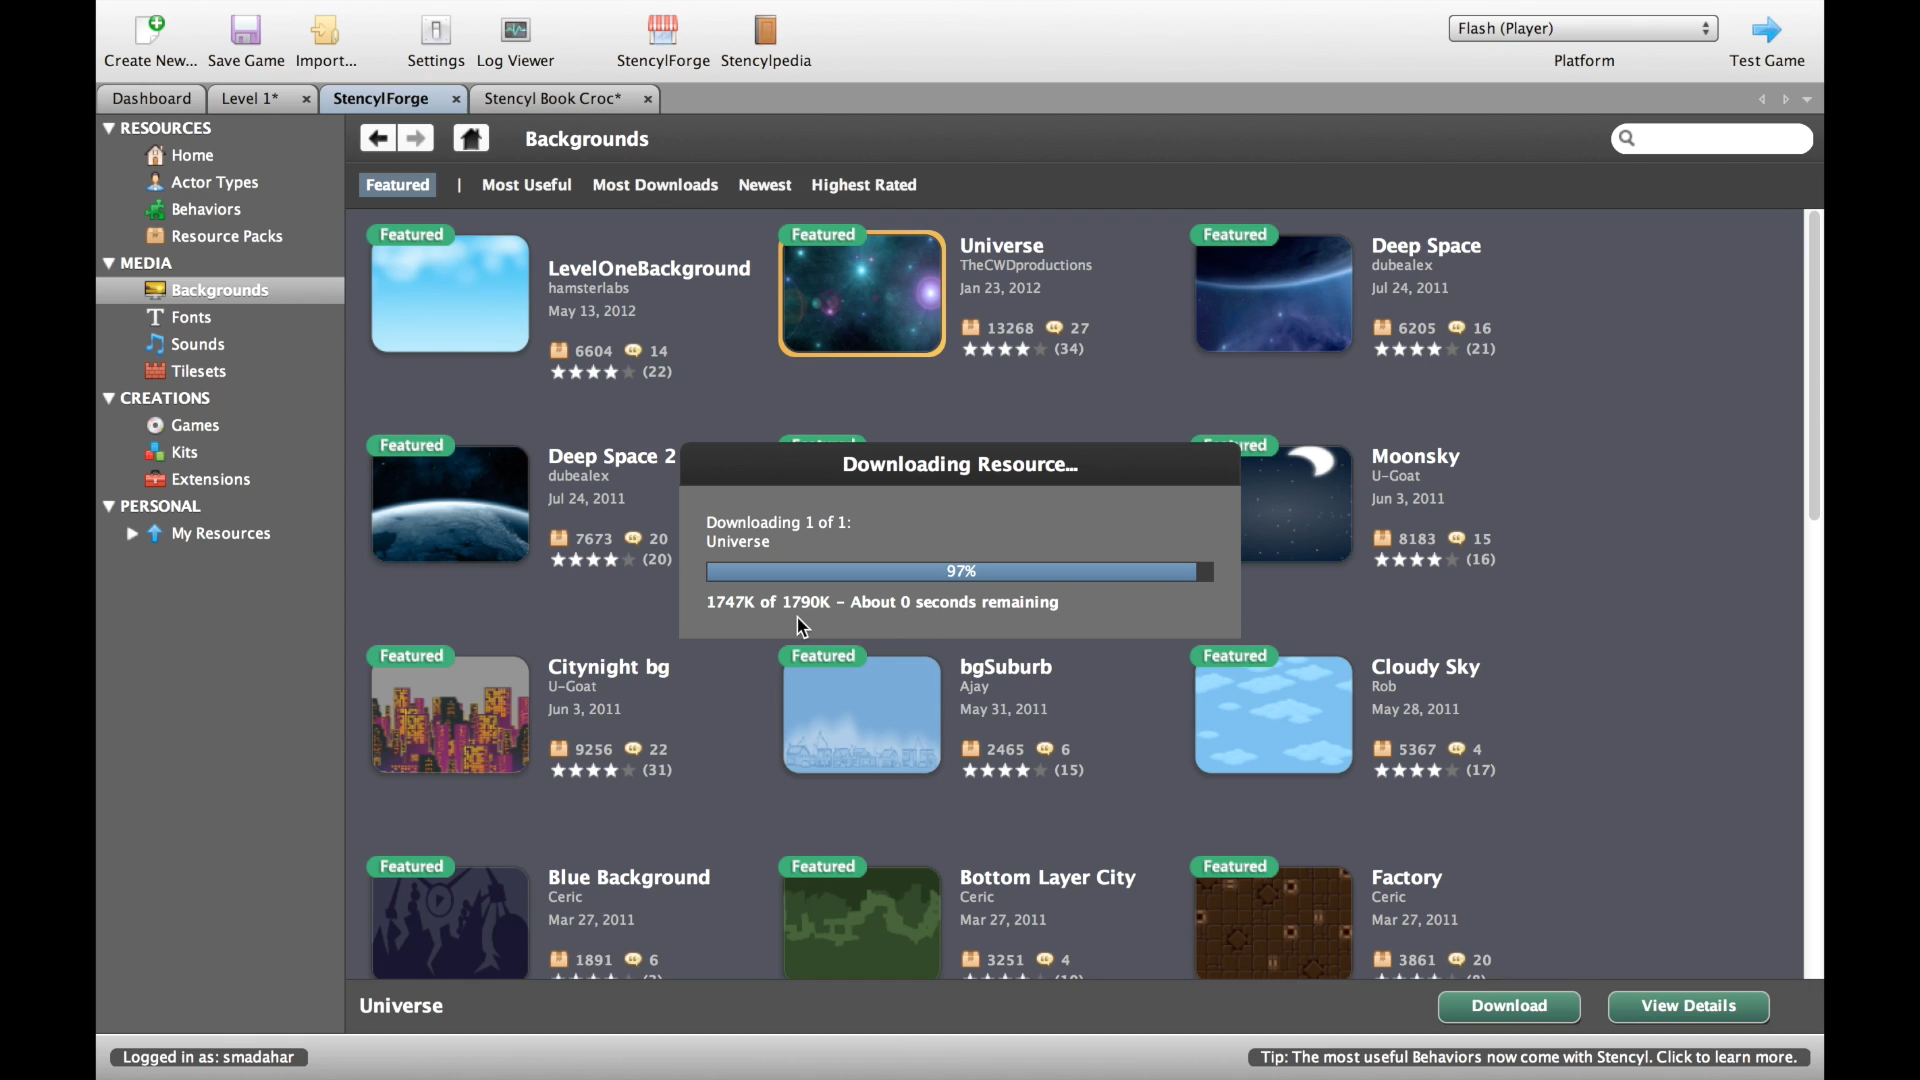 Create New...
Save Game
Import...
Settings
Log Viewer
StencylForge
Stencylpedia
Flash (Player)
Platform
Test Game
Dashboard
Level 1*
StencylForge
Stencyl Book Croc*
RESOURCES
Home
Actor Types
Behaviors
Resource Packs
MEDIA
Backgrounds
Fonts
Sounds
Tilesets
CREATIONS
Games
Kits
Extensions
PERSONAL
My Resources
Backgrounds
Featured | Most Useful Most Downloads Newest Highest Rated
Featured
LevelOneBackground
hamsterlabs
May 13, 2012
6604 14
(22)
Featured
Universe
TheCWDproductions
Jan 23, 2012
13268 27
(34)
Featured
Deep Space
dubealex
Jul 24, 2011
6205 16
(21)
Featured
Deep Space 2
dubealex
Jul 24, 2011
7673 20
(20)
Downloading Resource...
Downloading 1 of 1:
Universe
97%
1747K of 1790K - About 0 seconds remaining
Moonsky
U-Goat
Jun 3, 2011
8183 15
(16)
Featured
Citynight bg
U-Goat
Jun 3, 2011
9256 22
(31)
Featured
bgSuburb
Ajay
May 31, 2011
2465 6
(15)
Featured
Cloudy Sky
Rob
May 28, 2011
5367 4
(17)
Featured
Blue Background
Ceric
Mar 27, 2011
1891 6
Featured
Bottom Layer City
Ceric
Mar 27, 2011
3251 4
Featured
Factory
Ceric
Mar 27, 2011
3861 20
Universe
Download
View Details
Logged in as: smadahar
Tip: The most useful Behaviors now come with Stencyl. Click to learn more.